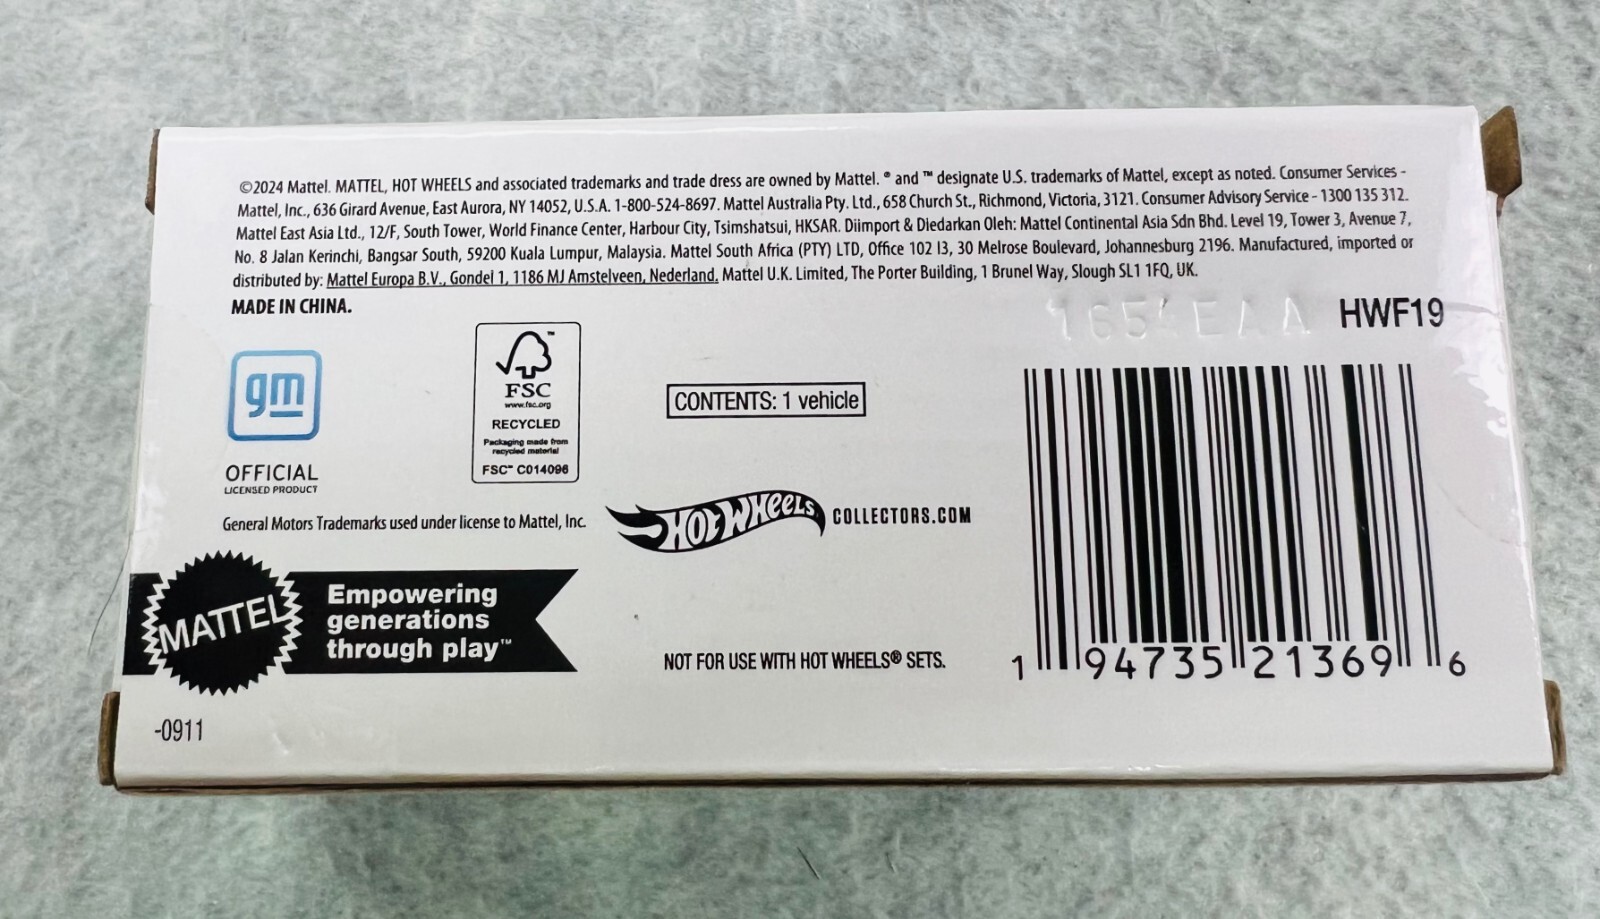 ©2024 Mattel. MATTEL, HOT WHEELS and associated trademarks and trade dress are owned by Mattel. ® and ™ designate U.S. trademarks of Mattel, except as noted. Consumer Services -
Mattel, Inc., 636 Girard Avenue, East Aurora, NY 14052, U.S.A. 1-800-524-8697. Mattel Australia Pty. Ltd., 658 Church St., Richmond, Victoria, 3121. Consumer Advisory Service - 1300 135 312.
Mattel East Asia Ltd., 12/F, South Tower, World Finance Center, Harbour City, Tsimshatsui, HKSAR. Diimport & Diedarkan Oleh: Mattel Continental Asia Sdn Bhd. Level 19, Tower 3, Avenue 7,
No. 8 Jalan Kerinchi, Bangsar South, 59200 Kuala Lumpur, Malaysia. Mattel South Africa (PTY) LTD, Office 102 I3, 30 Melrose Boulevard, Johannesburg 2196. Manufactured, imported or
distributed by: Mattel Europa B.V., Gondel 1, 1186 MJ Amstelveen, Nederland. Mattel U.K. Limited, The Porter Building, 1 Brunel Way, Slough SL1 1FQ, UK.
MADE IN CHINA.
HWF19
gm
OFFICIAL
LICENSED PRODUCT
General Motors Trademarks used under license to Mattel, Inc.
™
FSC
www.fsc.org
RECYCLED
Packaging made from
recycled material
FSC™ C014096
CONTENTS: 1 vehicle
HOT WHEELS COLLECTORS.COM
MATTEL
Empowering
generations
through play™
NOT FOR USE WITH HOT WHEELS® SETS.
1 94735 21369 6
-0911